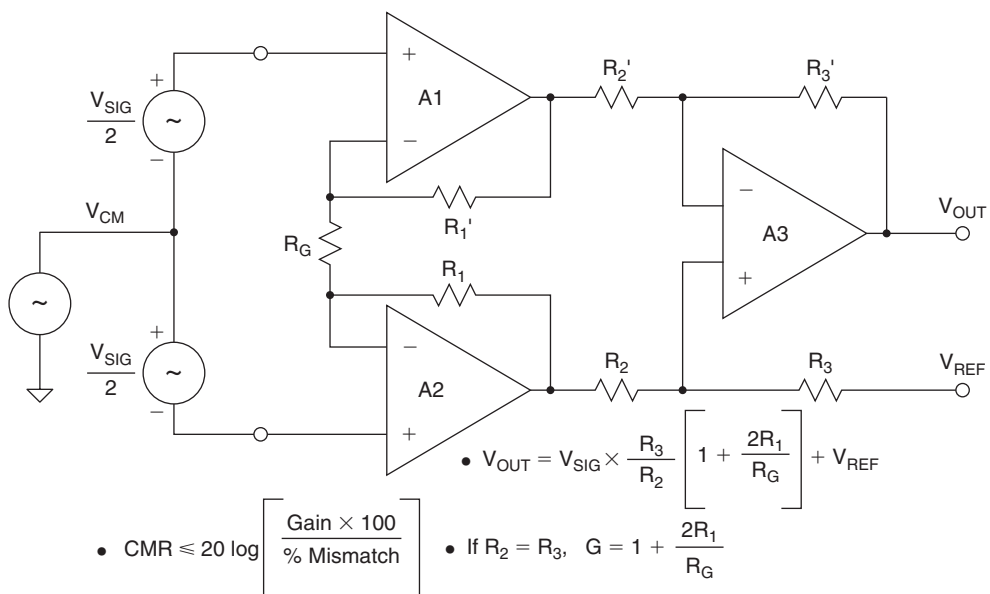 +
A1
−
R2'
R3'
+
VSIG
2
~
−
R1'
VCM
RG
−
A3
+
VOUT
~
R1
+
VSIG
2
~
−
−
A2
+
R2
R3
VREF
• VOUT = VSIG × R3/R2 [1 + 2R1/RG] + VREF
• CMR ⩽ 20 log [Gain × 100 / % Mismatch]
• If R2 = R3, G = 1 + 2R1/RG